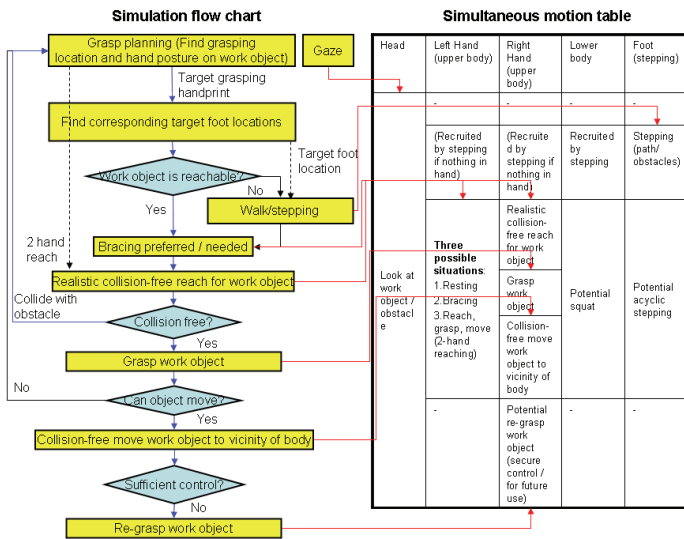 Simulation flow chart
Grasp planning (Find grasping
location and hand posture on work object)
Gaze
Target grasping
handprint
Find corresponding target foot locations
Target foot
location
Work object is reachable?
No
Yes
Walk/stepping
Bracing preferred / needed
2 hand
reach
Realistic collision-free reach for work object
Collide with
obstacle
Collision free?
Yes
Grasp work object
No
Can object move?
Yes
Collision-free move work object to vicinity of body
Sufficient control?
No
Re-grasp work object
Simultaneous motion table
Head
Left Hand
(upper body)
Right
Hand
(upper
body)
Lower
body
Foot
(stepping)
-
-
-
-
(Recruited
by stepping
if nothing in
hand)
(Recruite
d by
stepping if
nothing in
hand)
Recruited by
stepping
Stepping
(path/
obstacles)
Look at
work
object /
obstacl
e
Three
possible
situations:
1.Resting
2.Bracing
3.Reach,
grasp, move
(2-hand
reaching)
Realistic
collision-
free reach
for work
object
Grasp
work
object
Collision-
free move
work
object to
vicinity of
body
Potential
squat
Potential
acyclic
stepping
-
Potential
re-grasp
work
object
(secure
control /
for future
use)
-
-